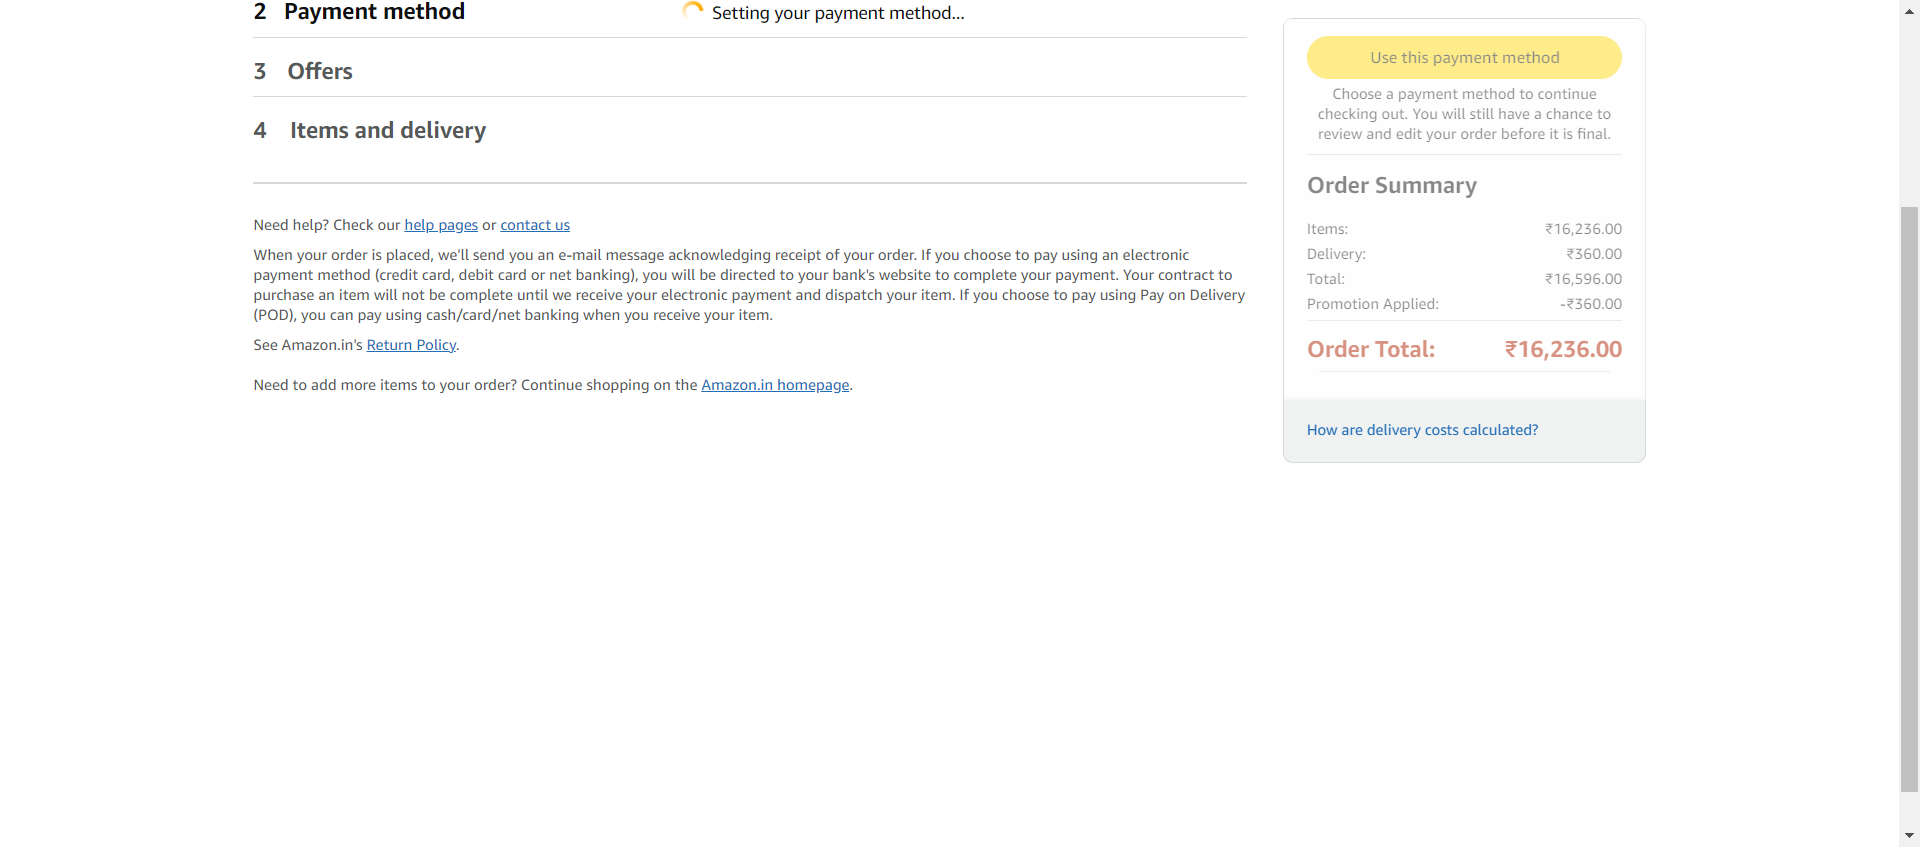 2 Payment method
Setting your payment method...
3 Offers
4 Items and delivery
Need help? Check our help pages or contact us
When your order is placed, we'll send you an e-mail message acknowledging receipt of your order. If you choose to pay using an electronic
payment method (credit card, debit card or net banking), you will be directed to your bank's website to complete your payment. Your contract to
purchase an item will not be complete until we receive your electronic payment and dispatch your item. If you choose to pay using Pay on Delivery
(POD), you can pay using cash/card/net banking when you receive your item.
See Amazon.in's Return Policy.
Need to add more items to your order? Continue shopping on the Amazon.in homepage.
Use this payment method
Choose a payment method to continue
checking out. You will still have a chance to
review and edit your order before it is final.
Order Summary
Items: ₹16,236.00
Delivery: ₹360.00
Total: ₹16,596.00
Promotion Applied: -₹360.00
Order Total: ₹16,236.00
How are delivery costs calculated?